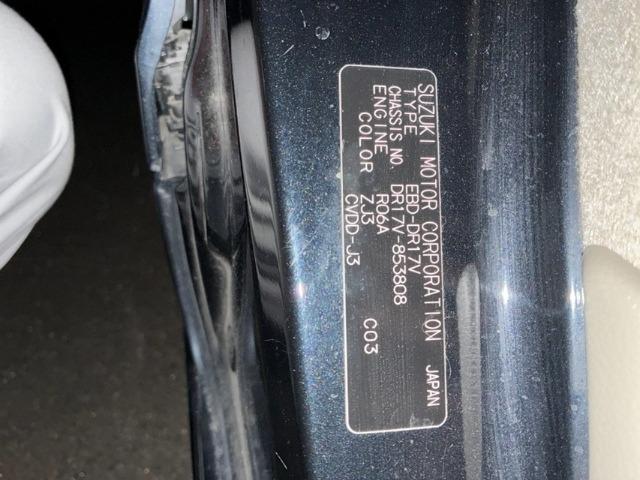 SUZUKI MOTOR CORPORATION JAPAN
TYPE EBD-DR17V
CHASSIS NO. DR17V-853808
ENGINE R06A
COLOR ZJ3 C03
CVDD-J3